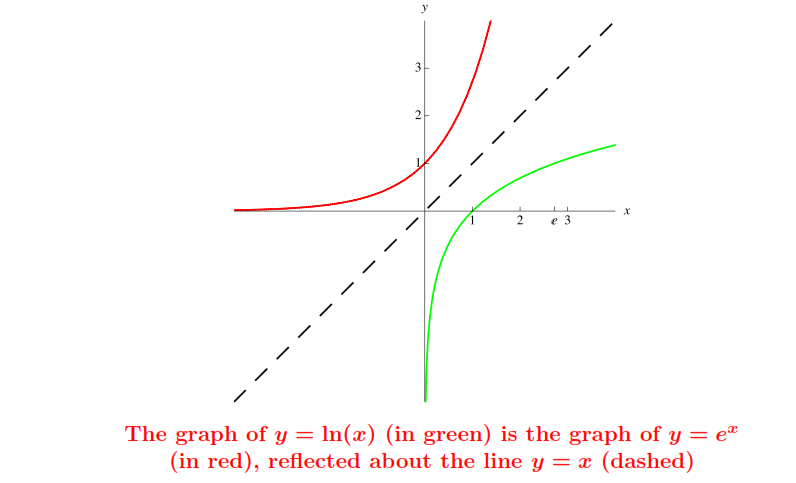 y
3
2
1
1 2 e 3 x
The graph of y = ln(x) (in green) is the graph of y = eˣ
(in red), reflected about the line y = x (dashed)